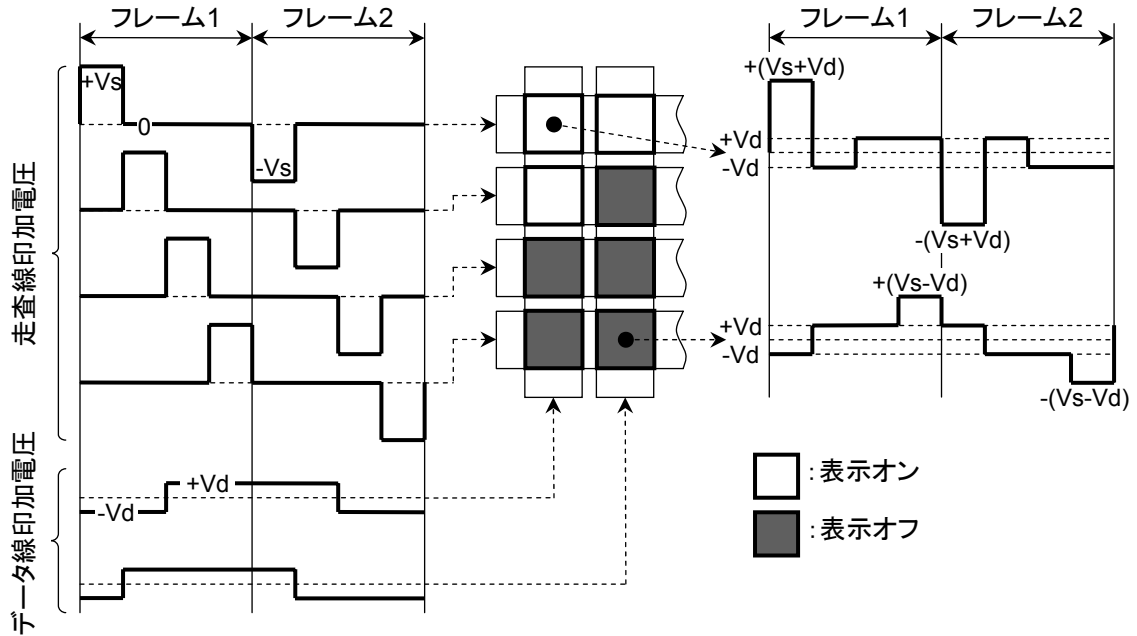 フレーム1
フレーム2
フレーム1
フレーム2
走査線印加電圧
+Vs
0
-Vs
+(Vs+Vd)
+Vd
-Vd
-(Vs+Vd)
+(Vs-Vd)
+Vd
-Vd
-(Vs-Vd)
データ線印加電圧
+Vd
-Vd
:表示オン
:表示オフ